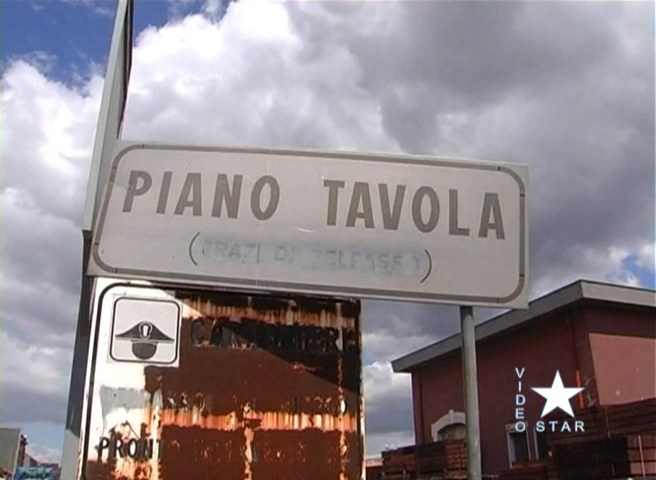 PIANO TAVOLA
(FRAZ. DI BELPASSO)
CARABINIERI
PRONTO
VIDEO STAR